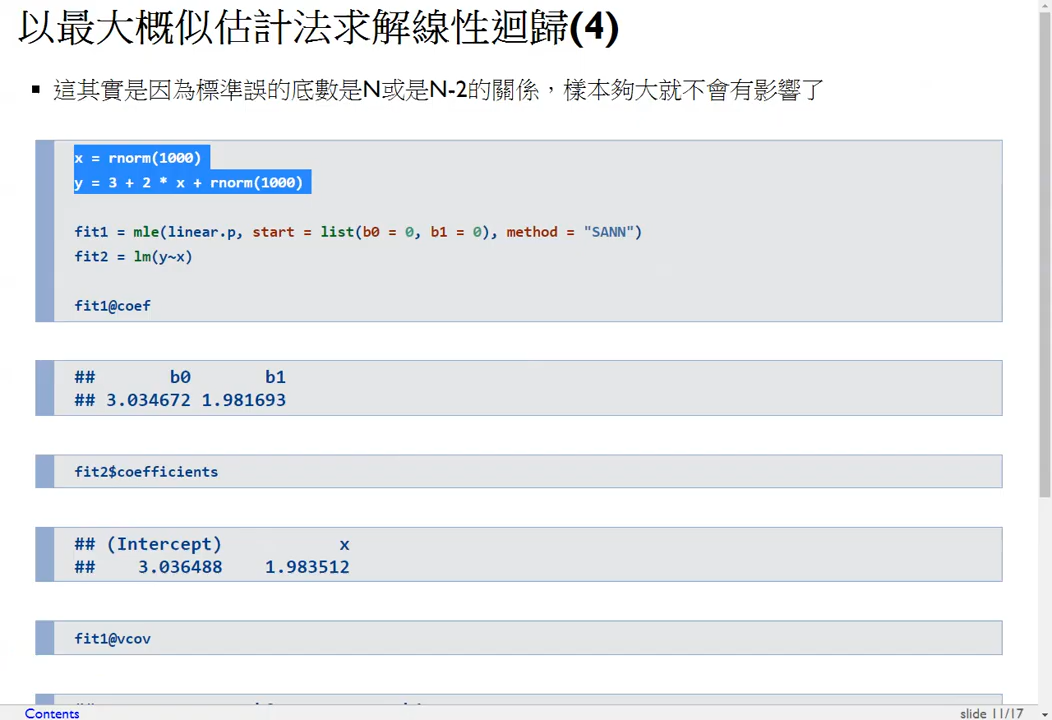 以最大概似估計法求解線性迴歸(4)
這其實是因為標準誤的底數是N或是N-2的關係，樣本夠大就不會有影響了
x = rnorm(1000)
y = 3 + 2 * x + rnorm(1000)
fit1 = mle(linear.p, start = list(b0 = 0, b1 = 0), method = "SANN")
fit2 = lm(y~x)
fit1@coef
##       b0       b1
## 3.034672 1.981693
fit2$coefficients
## (Intercept)           x
##    3.036488    1.983512
fit1@vcov
Contents
slide 11/17